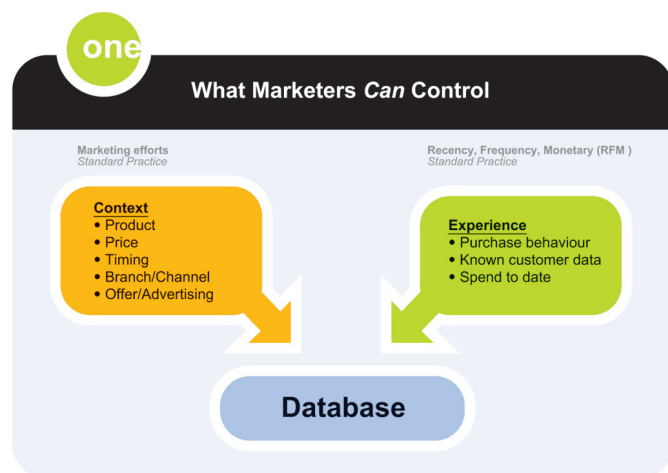 one
What Marketers Can Control
Marketing efforts
Standard Practice
Recency, Frequency, Monetary (RFM )
Standard Practice
Context
• Product
• Price
• Timing
• Branch/Channel
• Offer/Advertising
Experience
• Purchase behaviour
• Known customer data
• Spend to date
Database